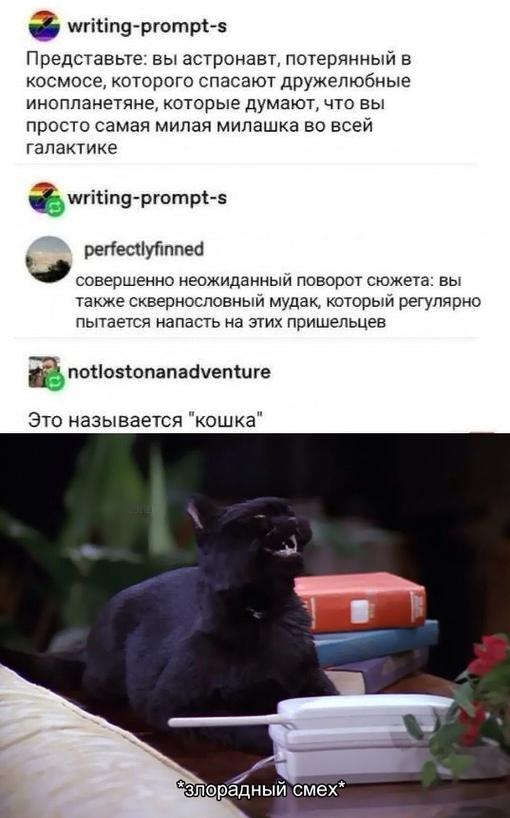 writing-prompt-s
Представьте: вы астронавт, потерянный в
космосе, которого спасают дружелюбные
инопланетяне, которые думают, что вы
просто самая милая милашка во всей
галактике
writing-prompt-s
perfectlyfinned
совершенно неожиданный поворот сюжета: вы
также сквернословный мудак, который регулярно
пытается напасть на этих пришельцев
notlostonanadventure
Это называется "кошка"
*злорадный смех*